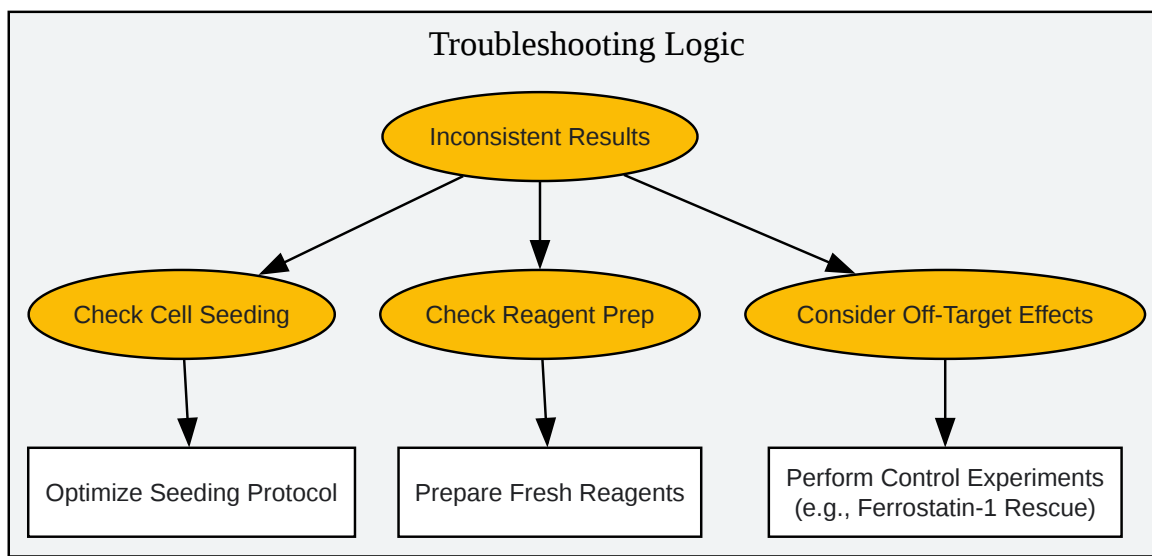 Troubleshooting Logic
Inconsistent Results
Check Cell Seeding
Check Reagent Prep
Consider Off-Target Effects
Optimize Seeding Protocol
Prepare Fresh Reagents
Perform Control Experiments
(e.g., Ferrostatin-1 Rescue)